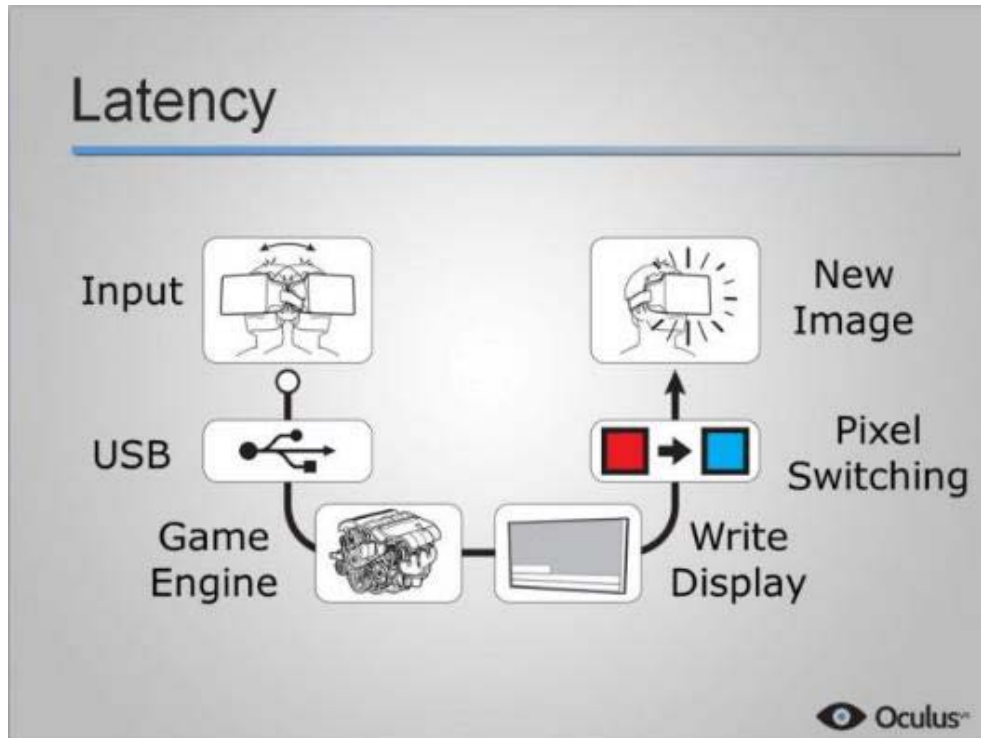 Latency
Input
USB
Game
Engine
Write
Display
Pixel
Switching
New
Image
Oculus